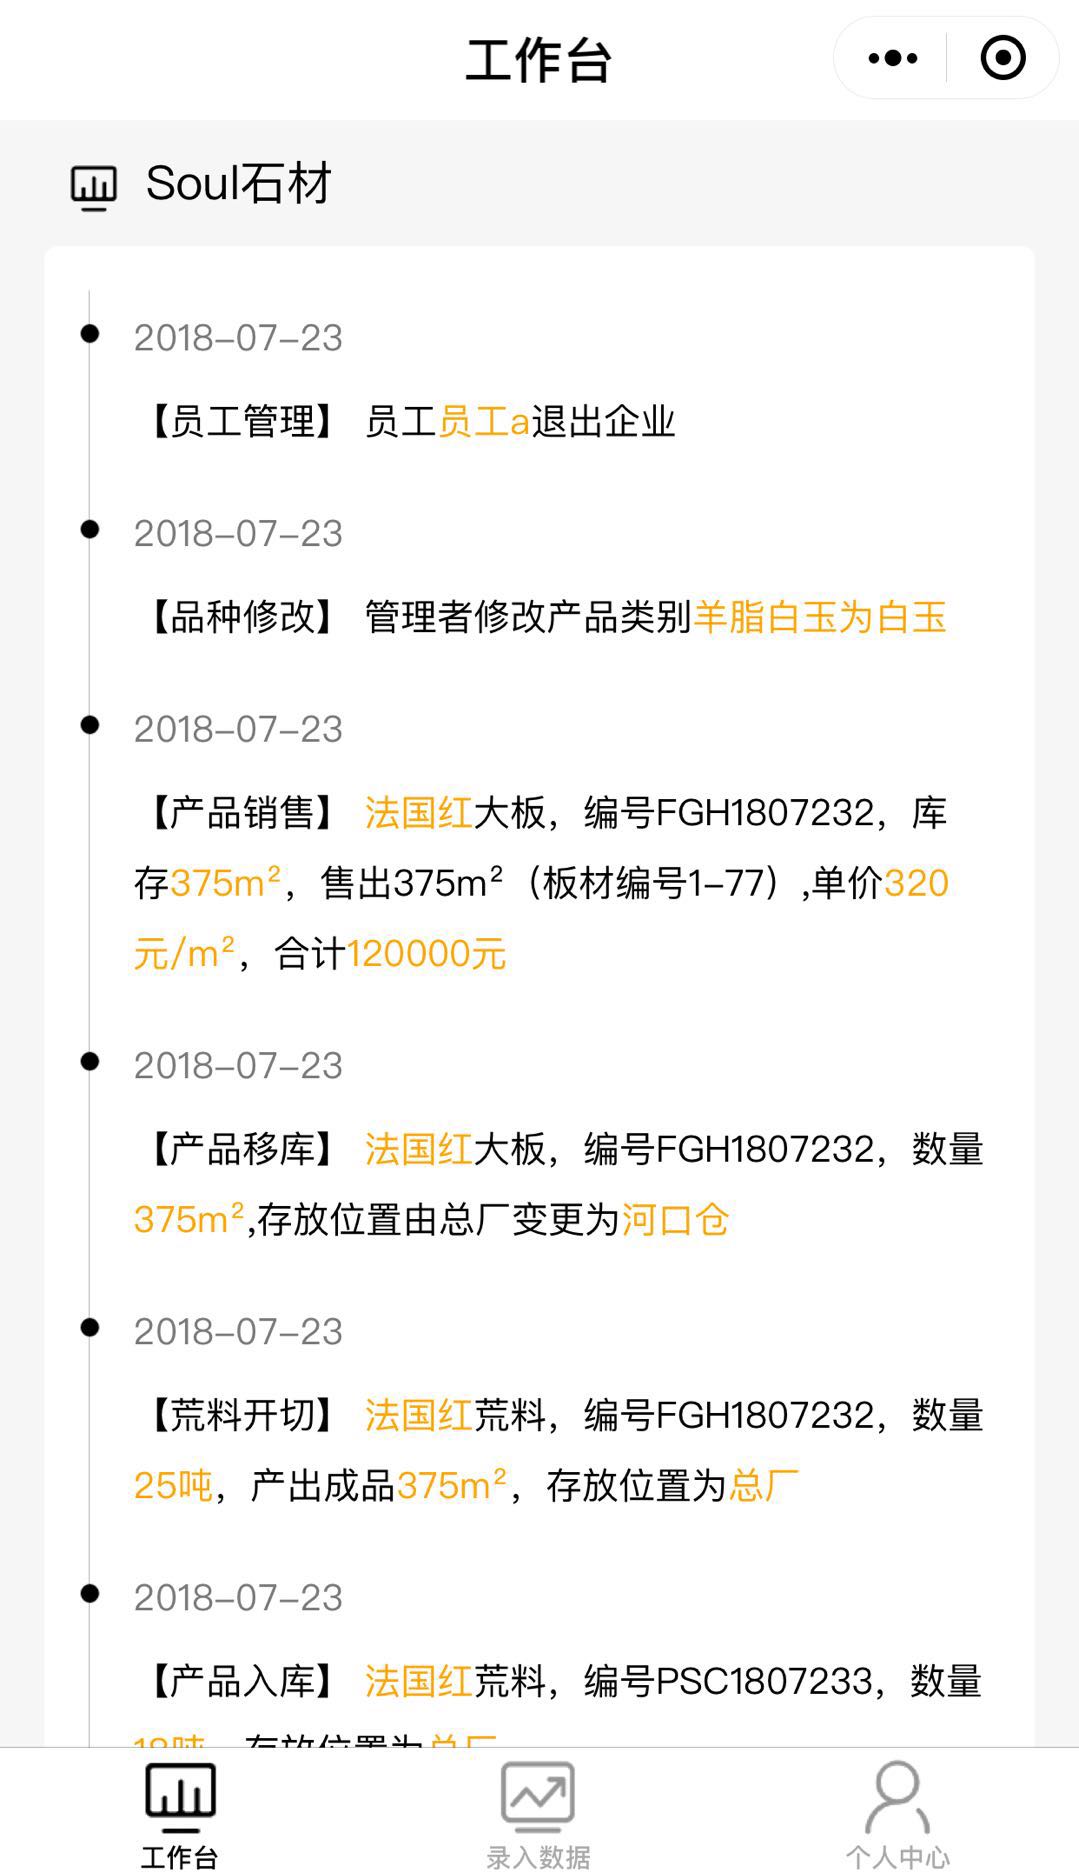 工作台
Soul石材
2018-07-23
【员工管理】 员工员工a退出企业
2018-07-23
【品种修改】 管理者修改产品类别羊脂白玉为白玉
2018-07-23
【产品销售】 法国红大板，编号FGH1807232，库
存375m²，售出375m²（板材编号1-77）,单价320
元/m²，合计120000元
2018-07-23
【产品移库】 法国红大板，编号FGH1807232，数量
375m²,存放位置由总厂变更为河口仓
2018-07-23
【荒料开切】 法国红荒料，编号FGH1807232，数量
25吨，产出成品375m²，存放位置为总厂
2018-07-23
【产品入库】 法国红荒料，编号PSC1807233，数量
18吨，存放位置为总厂
工作台
录入数据
个人中心